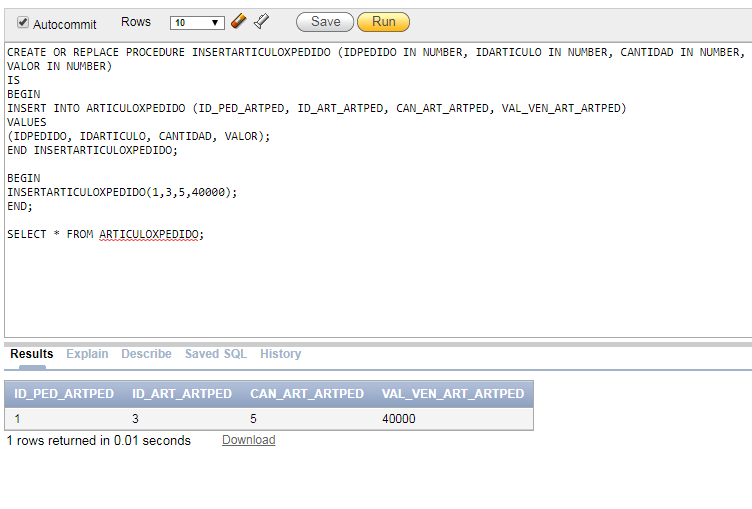 Autocommit Rows 10 Save Run
CREATE OR REPLACE PROCEDURE INSERTARTICULOXPEDIDO (IDPEDIDO IN NUMBER, IDARTICULO IN NUMBER, CANTIDAD IN NUMBER,
VALOR IN NUMBER)
IS
BEGIN
INSERT INTO ARTICULOXPEDIDO (ID_PED_ARTPED, ID_ART_ARTPED, CAN_ART_ARTPED, VAL_VEN_ART_ARTPED)
VALUES
(IDPEDIDO, IDARTICULO, CANTIDAD, VALOR);
END INSERTARTICULOXPEDIDO;
BEGIN
INSERTARTICULOXPEDIDO(1,3,5,40000);
END;
SELECT * FROM ARTICULOXPEDIDO;
Results Explain Describe Saved SQL History
ID_PED_ARTPED ID_ART_ARTPED CAN_ART_ARTPED VAL_VEN_ART_ARTPED
1 3 5 40000
1 rows returned in 0.01 seconds Download